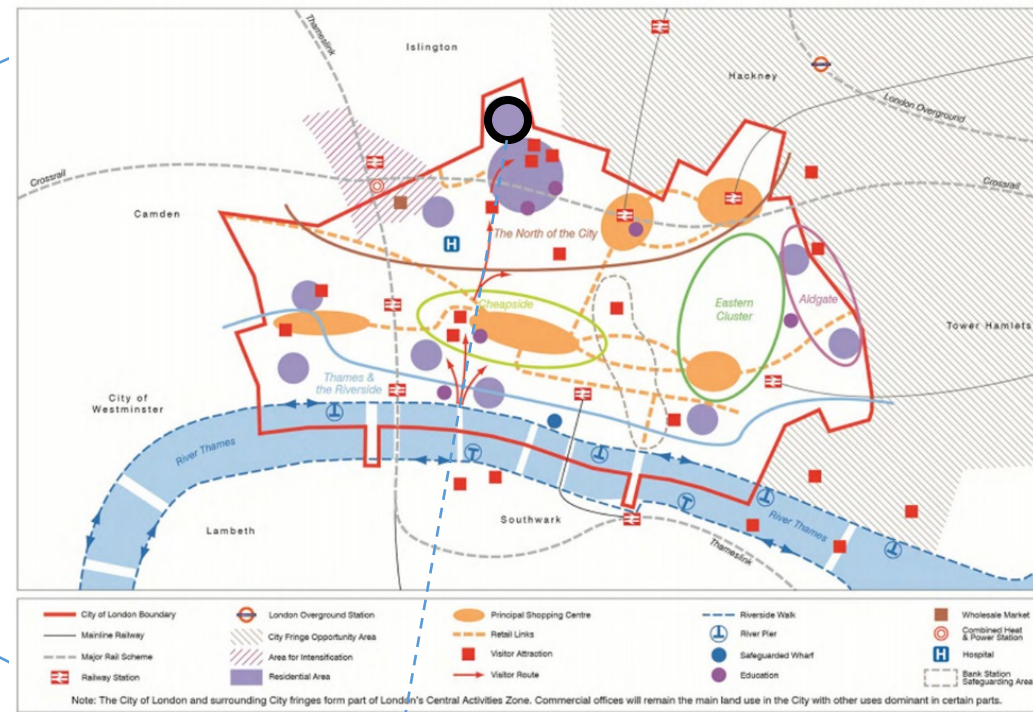 Thameslink
Islington
Hackney
London Overground
Crossrail
Crossrail
Camden
H
The North of the City
Cheapside
Eastern
Cluster
Aldgate
Tower Hamlets
Thames &
the Riverside
City of
Westminster
River Thames
Lambeth
Southwark
River Thames
Thameslink
City of London Boundary
Mainline Railway
Major Rail Scheme
Railway Station
London Overground Station
City Fringe Opportunity Area
Area for Intensification
Residential Area
Principal Shopping Centre
Retail Links
Visitor Attraction
Visitor Route
Riverside Walk
River Pier
Safeguarded Wharf
Education
Wholesale Market
Combined Heat
& Power Station
H
Hospital
Bank Station
Safeguarding Area
Note: The City of London and surrounding City fringes form part of London's Central Activities Zone. Commercial offices will remain the main land use in the City with other uses dominant in certain parts.